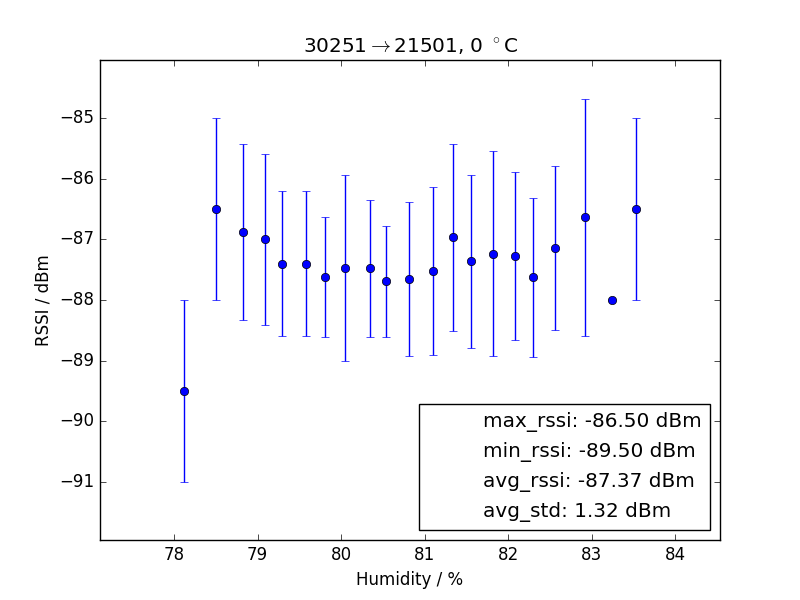 30251→21501, 0 °C
−85
−86
−87
−88
−89
−90
−91
RSSI / dBm
max_rssi: -86.50 dBm
min_rssi: -89.50 dBm
avg_rssi: -87.37 dBm
avg_std: 1.32 dBm
78 79 80 81 82 83 84
Humidity / %